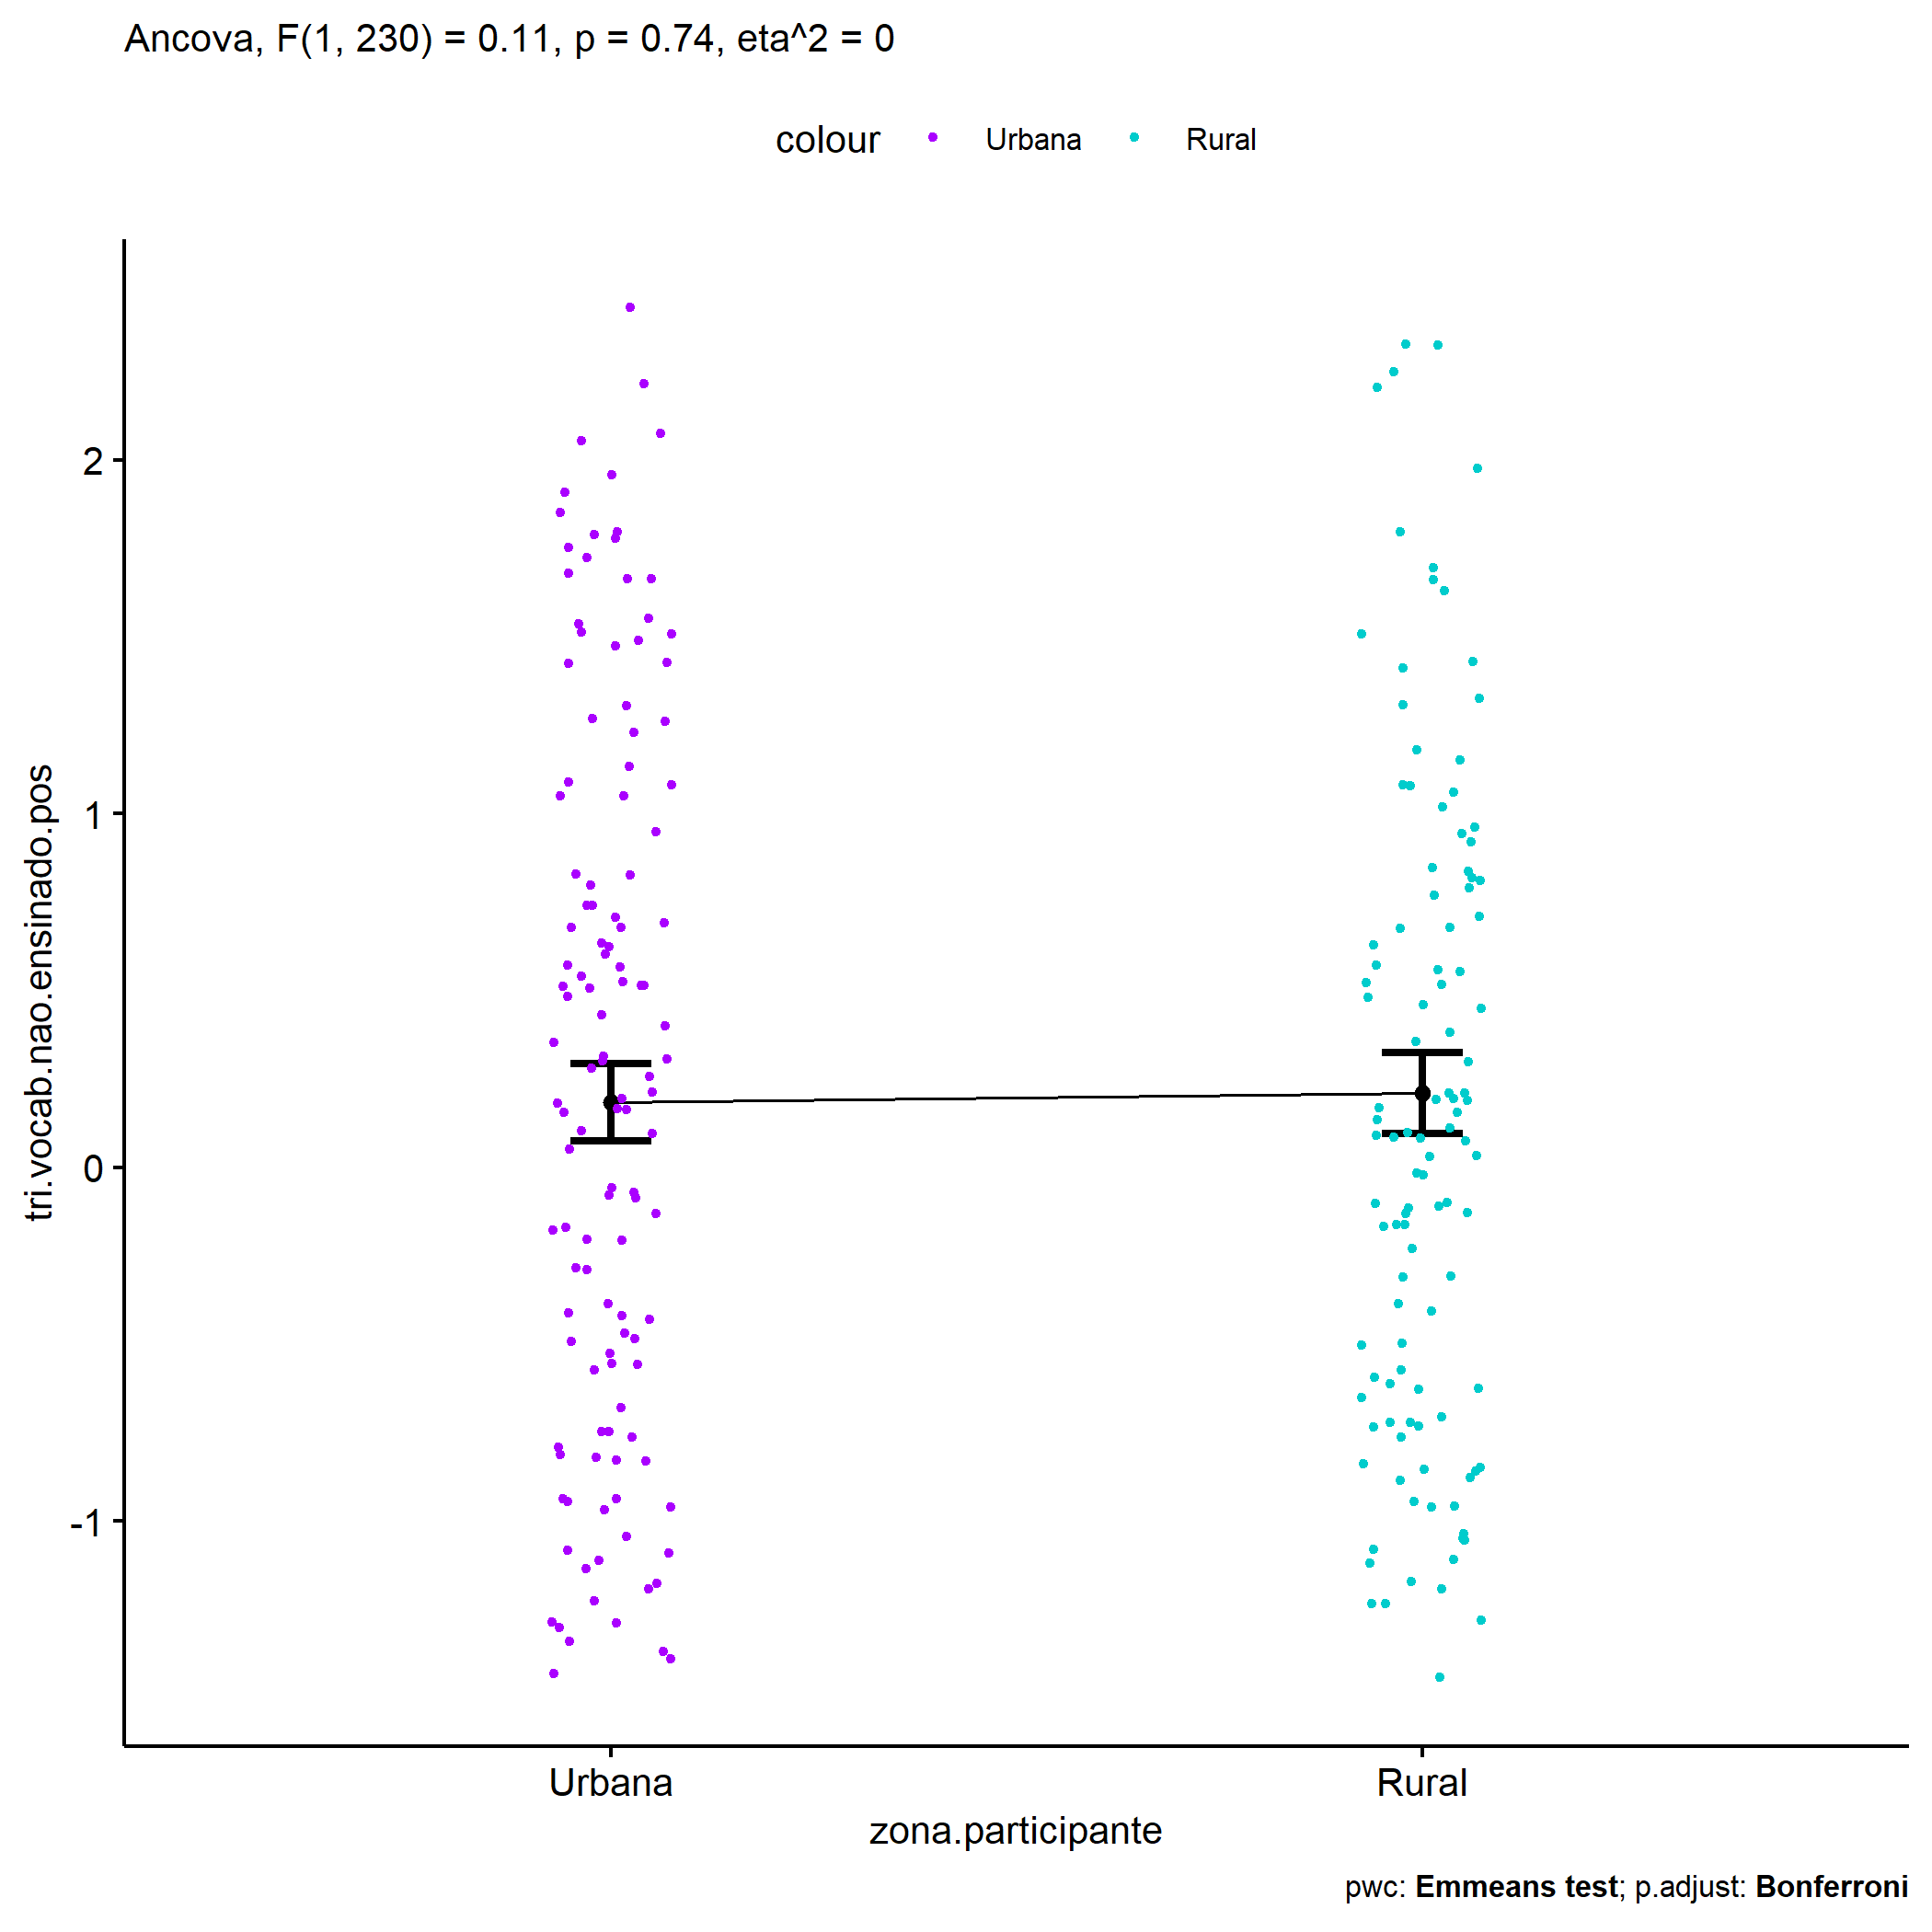 Ancova, F(1, 230) = 0.11, p = 0.74, eta^2 = 0
colour Urbana Rural
tri.vocab.nao.ensinado.pos
2
1
0
-1
Urbana Rural
zona.participante
pwc: Emmeans test; p.adjust: Bonferroni